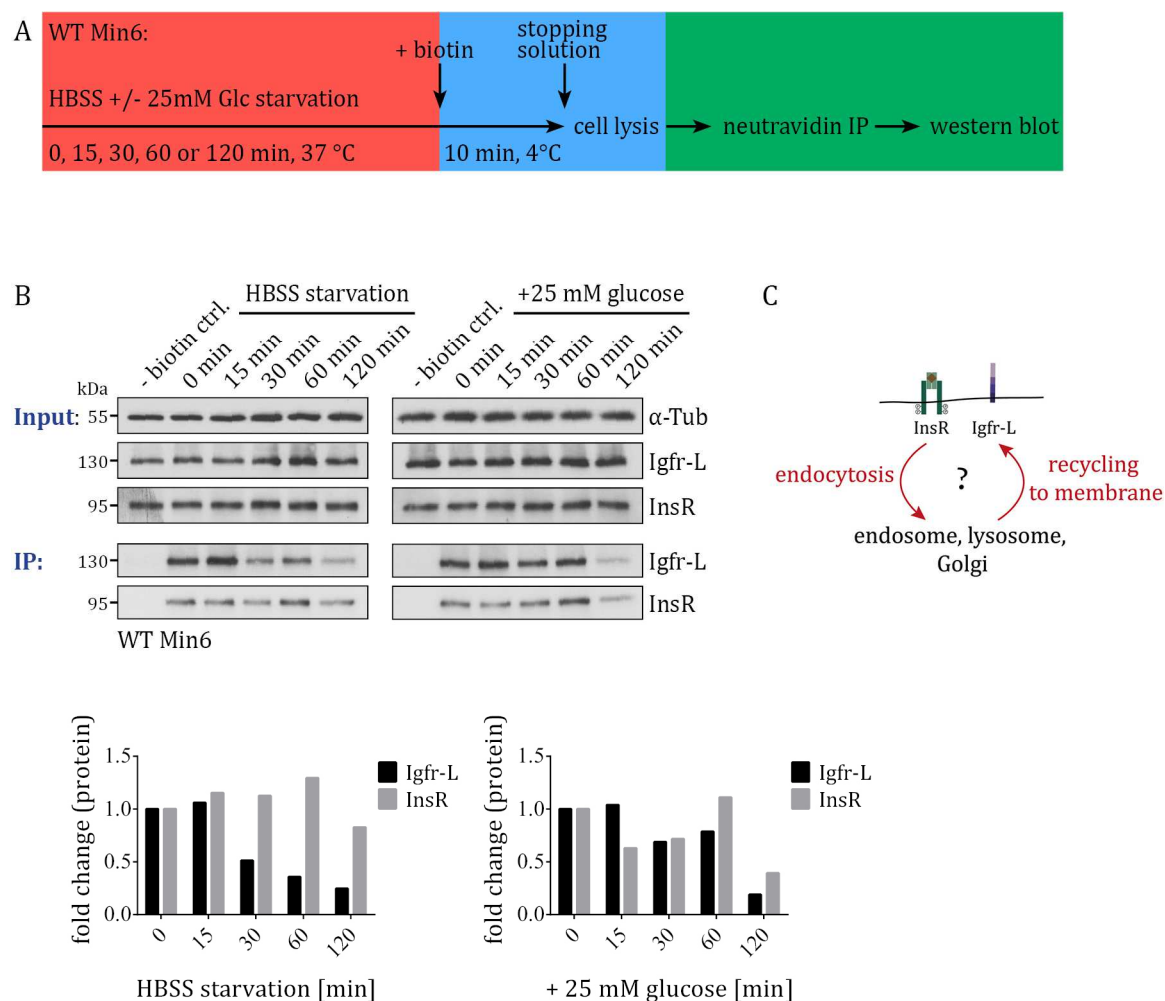 A
WT Min6:
+ biotin
stopping
solution
HBSS +/- 25mM Glc starvation
cell lysis
neutravidin IP
western blot
0, 15, 30, 60 or 120 min, 37 °C
10 min, 4°C
B
HBSS starvation
+25 mM glucose
kDa
- biotin ctrl.
0 min
15 min
30 min
60 min
120 min
- biotin ctrl.
0 min
15 min
30 min
60 min
120 min
Input:
55
α-Tub
130
Igfr-L
95
InsR
IP:
130
Igfr-L
95
InsR
WT Min6
C
InsR
Igfr-L
endocytosis
?
recycling
to membrane
endosome, lysosome,
Golgi
fold change (protein)
1.5
1.0
0.5
0.0
0
15
30
60
120
HBSS starvation [min]
Igfr-L
InsR
fold change (protein)
1.5
1.0
0.5
0.0
0
15
30
60
120
+ 25 mM glucose [min]
Igfr-L
InsR